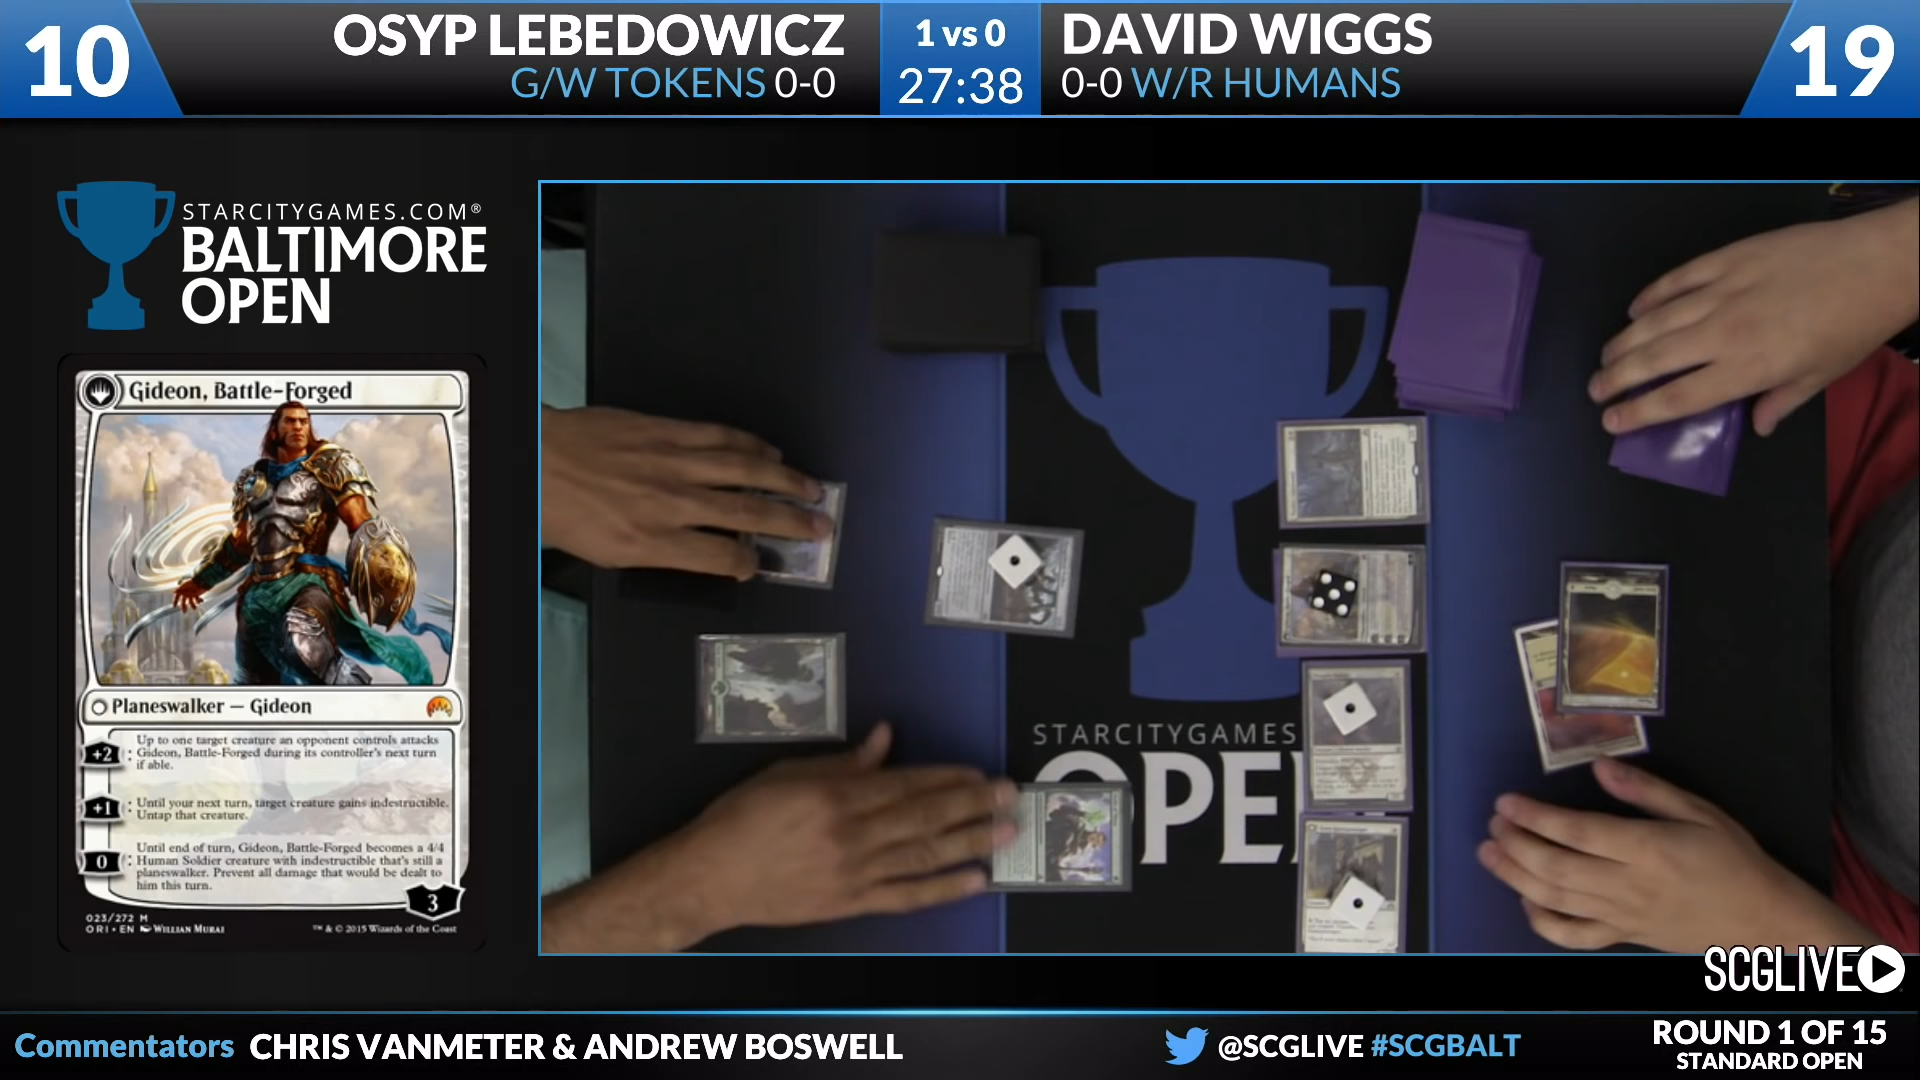 10
OSYP LEBEDOWICZ
G/W TOKENS 0-0
1 vs 0
27:38
DAVID WIGGS
0-0 W/R HUMANS
19
STARCITYGAMES.COM®
BALTIMORE
OPEN
Gideon, Battle-Forged
Planeswalker — Gideon
+2 : Up to one target creature an opponent controls attacks
Gideon, Battle-Forged during its controller's next turn
if able.
+1 : Until your next turn, target creature gains indestructible.
Untap that creature.
0 : Until end of turn, Gideon, Battle-Forged becomes a 4/4
Human Soldier creature with indestructible that's still a
planeswalker. Prevent all damage that would be dealt to
him this turn.
3
023/272 M
ORI • EN WILLIAN MURAI
™ & © 2015 Wizards of the Coast
STARCITYGAMES
OPE
SCGLIVE
Commentators CHRIS VANMETER & ANDREW BOSWELL
@SCGLIVE #SCGBALT
ROUND 1 OF 15
STANDARD OPEN